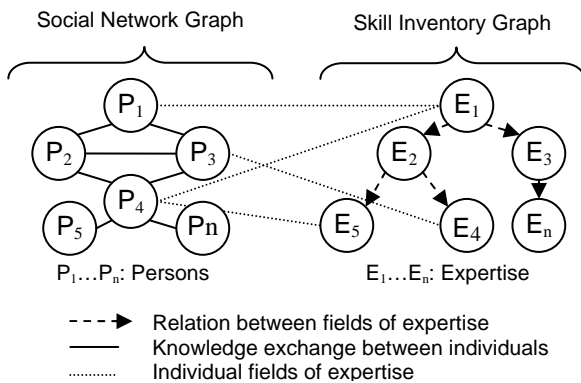 Social Network Graph
Skill Inventory Graph
P1
E1
P2
P3
E2
E3
P4
P5
Pn
E5
E4
En
P1...Pn: Persons
E1...En: Expertise
Relation between fields of expertise
Knowledge exchange between individuals
Individual fields of expertise